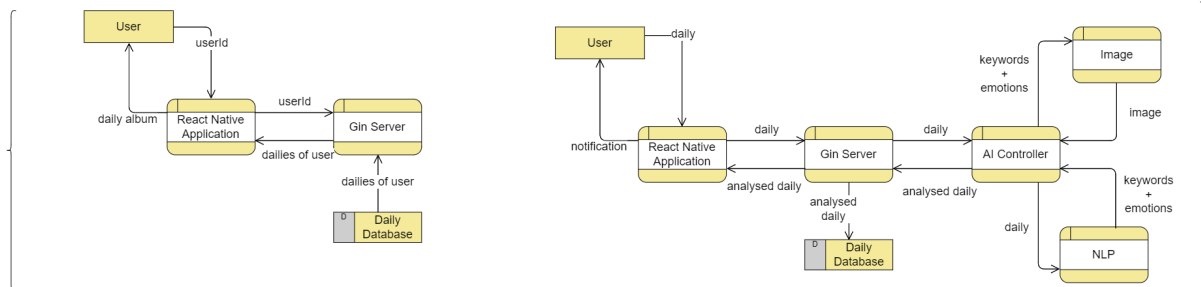 User
userId
daily album
React Native
Application
userId
Gin Server
dailies of user
dailies of user
D
Daily
Database
User
daily
notification
React Native
Application
daily
analysed daily
Gin Server
analysed
daily
D
Daily
Database
daily
analysed daily
AI Controller
keywords
+
emotions
Image
image
keywords
+
emotions
daily
NLP